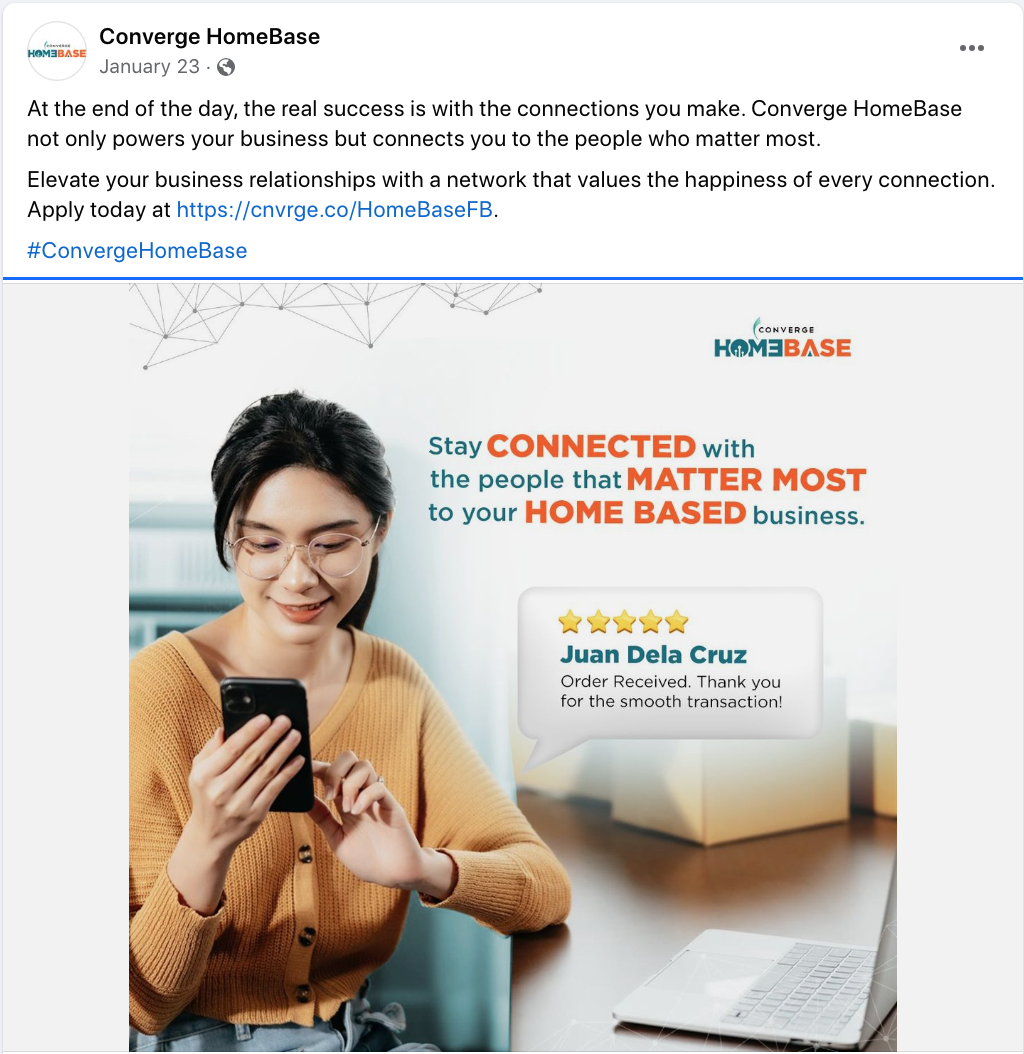 CONVERGE
HOMEBASE
Converge HomeBase
January 23 ·
At the end of the day, the real success is with the connections you make. Converge HomeBase
not only powers your business but connects you to the people who matter most.
Elevate your business relationships with a network that values the happiness of every connection.
Apply today at https://cnvrge.co/HomeBaseFB.
#ConvergeHomeBase
CONVERGE
HOMEBASE
Stay CONNECTED with
the people that MATTER MOST
to your HOME BASED business.
Juan Dela Cruz
Order Received. Thank you
for the smooth transaction!